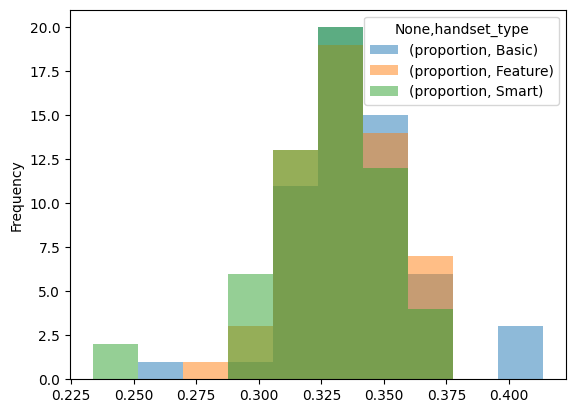 None,handset_type
(proportion, Basic)
(proportion, Feature)
(proportion, Smart)
Frequency
20.0
17.5
15.0
12.5
10.0
7.5
5.0
2.5
0.0
0.225 0.250 0.275 0.300 0.325 0.350 0.375 0.400